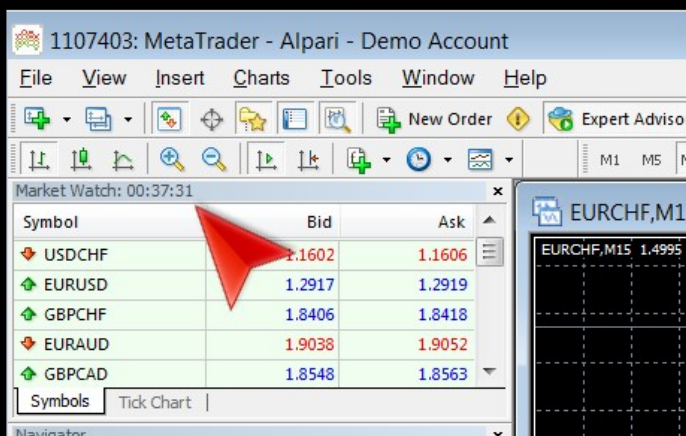 1107403: MetaTrader - Alpari - Demo Account
File View Insert Charts Tools Window Help
New Order Expert Adviso
M1 M5
Market Watch: 00:37:31
EURCHF,M1
Symbol Bid Ask
EURCHF,M15 1.4995
USDCHF 1.1602 1.1606
EURUSD 1.2917 1.2919
GBPCHF 1.8406 1.8418
EURAUD 1.9038 1.9052
GBPCAD 1.8548 1.8563
Symbols Tick Chart
Navigator